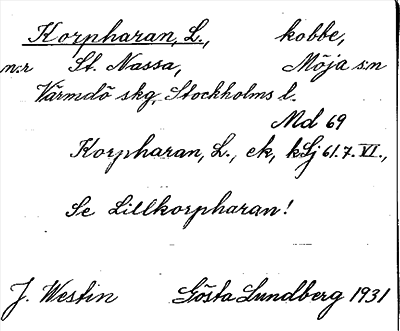 Korpharan, L., kobbe,
n:r St. Nassa, Möja s:n
Värmdö skg, Stockholms l.
Md 69
Korpharan, L., ek, kSj 61.7.VI.,
Se Lillkorpharan!
J. Westin Gösta Lundberg 1931